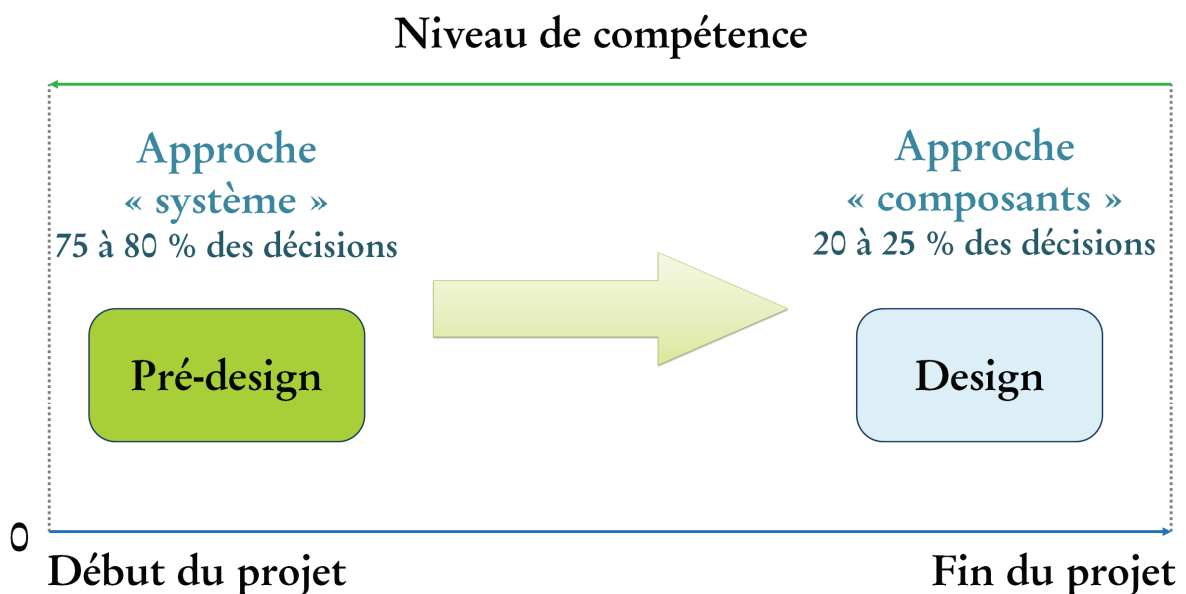 Niveau de compétence
Approche
« système »
75 à 80 % des décisions
Approche
« composants »
20 à 25 % des décisions
Pré-design
Design
0
Début du projet
Fin du projet